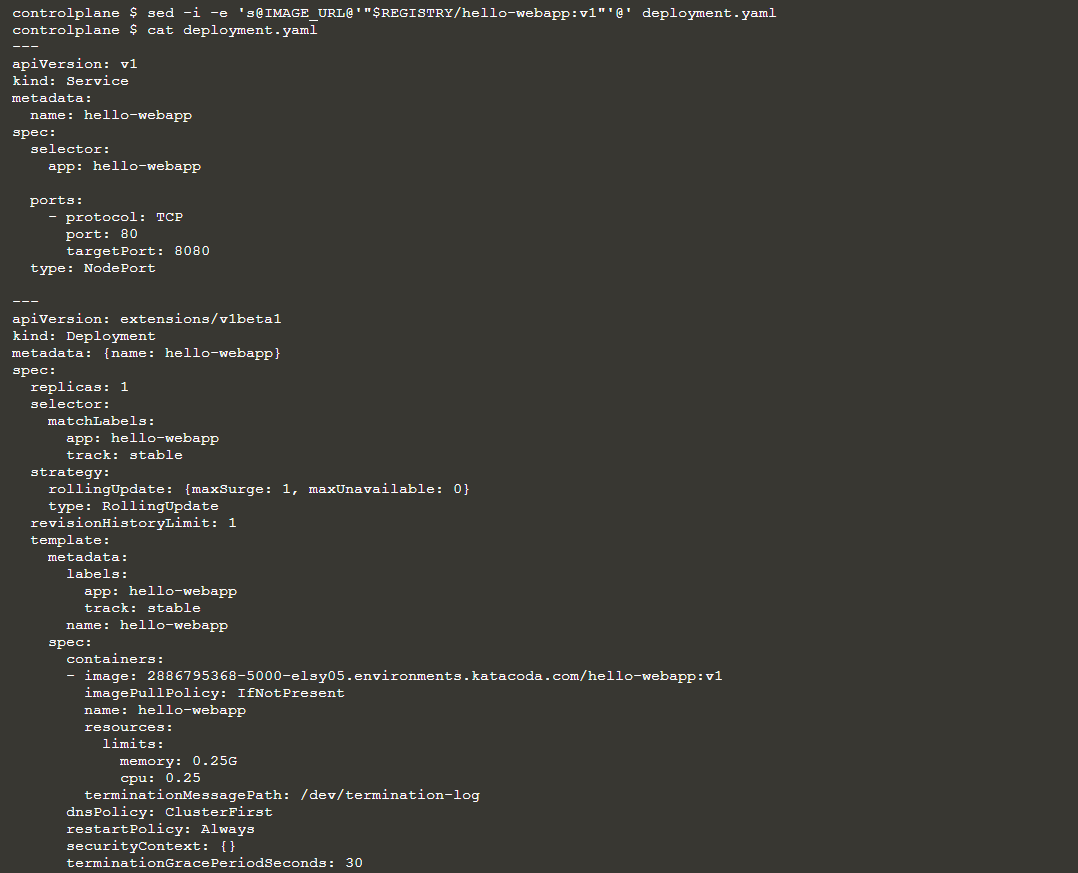 controlplane $ sed -i -e 's@IMAGE_URL@'"$REGISTRY/hello-webapp:v1"'@' deployment.yaml
controlplane $ cat deployment.yaml
---
apiVersion: v1
kind: Service
metadata:
  name: hello-webapp
spec:
  selector:
    app: hello-webapp

  ports:
    - protocol: TCP
      port: 80
      targetPort: 8080
  type: NodePort

---
apiVersion: extensions/v1beta1
kind: Deployment
metadata: {name: hello-webapp}
spec:
  replicas: 1
  selector:
    matchLabels:
      app: hello-webapp
      track: stable
  strategy:
    rollingUpdate: {maxSurge: 1, maxUnavailable: 0}
    type: RollingUpdate
  revisionHistoryLimit: 1
  template:
    metadata:
      labels:
        app: hello-webapp
        track: stable
      name: hello-webapp
    spec:
      containers:
      - image: 2886795368-5000-elsy05.environments.katacoda.com/hello-webapp:v1
        imagePullPolicy: IfNotPresent
        name: hello-webapp
        resources:
          limits:
            memory: 0.25G
            cpu: 0.25
        terminationMessagePath: /dev/termination-log
      dnsPolicy: ClusterFirst
      restartPolicy: Always
      securityContext: {}
      terminationGracePeriodSeconds: 30